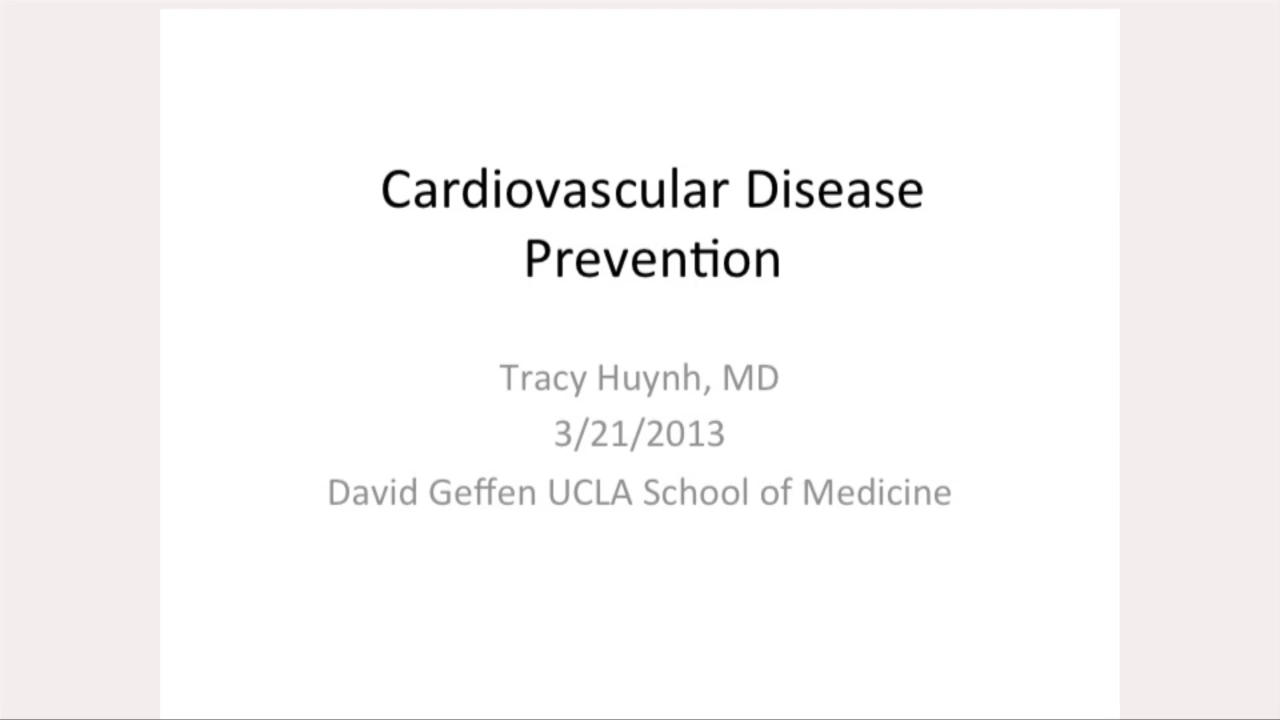 Cardiovascular Disease
Prevention
Tracy Huynh, MD
3/21/2013
David Geffen UCLA School of Medicine